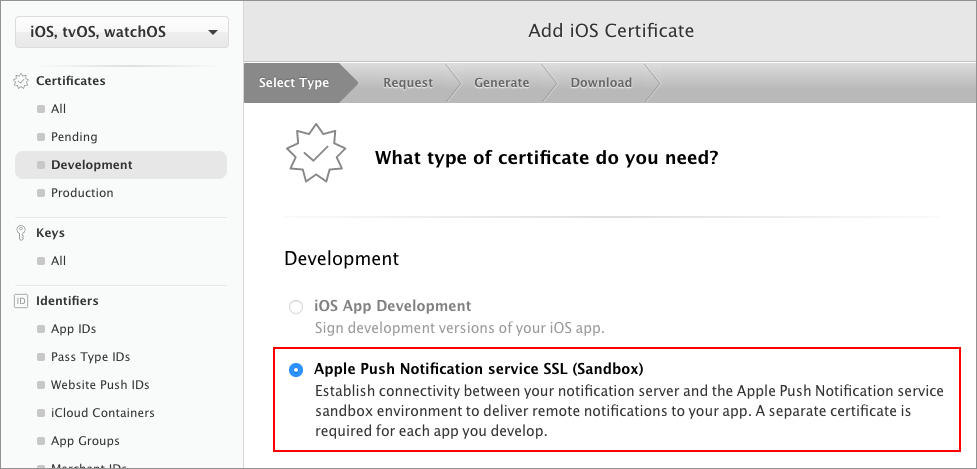 iOS, tvOS, watchOS
Certificates
All
Pending
Development
Production
Keys
All
ID Identifiers
App IDs
Pass Type IDs
Website Push IDs
iCloud Containers
App Groups
Merchant IDs
Add iOS Certificate
Select Type Request Generate Download
What type of certificate do you need?
Development
iOS App Development
Sign development versions of your iOS app.
Apple Push Notification service SSL (Sandbox)
Establish connectivity between your notification server and the Apple Push Notification service
sandbox environment to deliver remote notifications to your app. A separate certificate is
required for each app you develop.